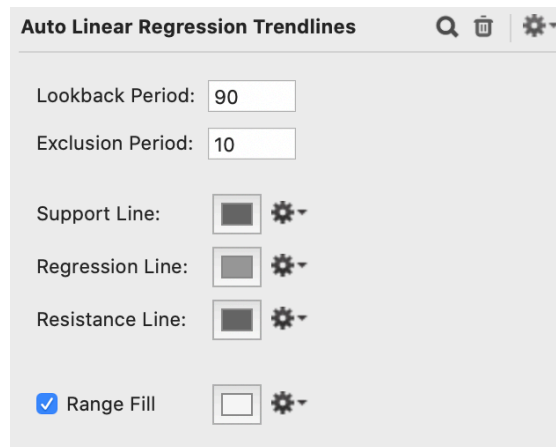 Auto Linear Regression Trendlines
Lookback Period: 90
Exclusion Period: 10
Support Line:
Regression Line:
Resistance Line:
Range Fill